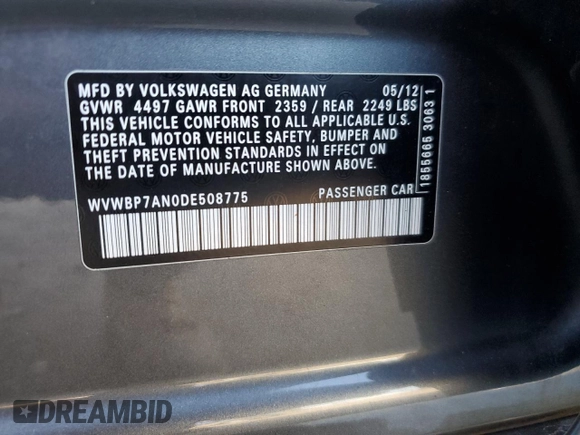 MFD BY VOLKSWAGEN AG GERMANY 05/12
GVWR 4497 GAWR FRONT 2359 / REAR 2249 LBS
THIS VEHICLE CONFORMS TO ALL APPLICABLE U.S.
FEDERAL MOTOR VEHICLE SAFETY, BUMPER AND
THEFT PREVENTION STANDARDS IN EFFECT ON
THE DATE OF MANUFACTURE SHOWN ABOVE.
WVWBP7AN0DE508775 PASSENGER CAR
1855665 3063 1
DREAMBID